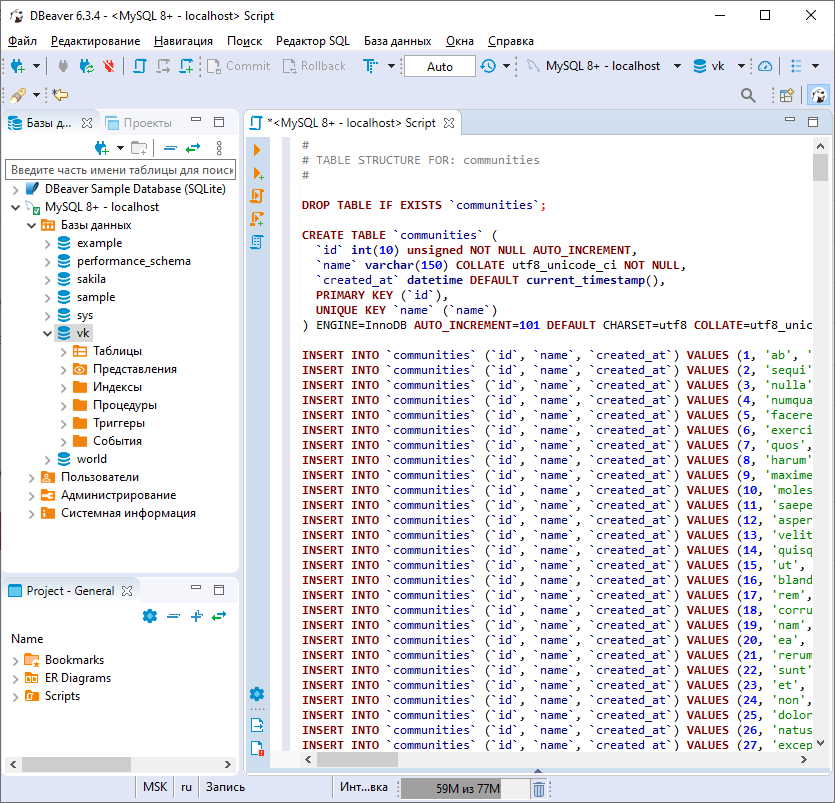 DBeaver 6.3.4 - <MySQL 8+ - localhost> Script
Файл Редактирование Навигация Поиск Редактор SQL База данных Окна Справка
Commit Rollback Auto MySQL 8+ - localhost vk
Базы д... Проекты
Введите часть имени таблицы для поиск
DBeaver Sample Database (SQLite)
MySQL 8+ - localhost
Базы данных
example
performance_schema
sakila
sample
sys
vk
Таблицы
Представления
Индексы
Процедуры
Триггеры
События
world
Пользователи
Администрирование
Системная информация
Project - General
Name
Bookmarks
ER Diagrams
Scripts
*<MySQL 8+ - localhost> Script
#
# TABLE STRUCTURE FOR: communities
#
DROP TABLE IF EXISTS `communities`;
CREATE TABLE `communities` (
`id` int(10) unsigned NOT NULL AUTO_INCREMENT,
`name` varchar(150) COLLATE utf8_unicode_ci NOT NULL,
`created_at` datetime DEFAULT current_timestamp(),
PRIMARY KEY (`id`),
UNIQUE KEY `name` (`name`)
) ENGINE=InnoDB AUTO_INCREMENT=101 DEFAULT CHARSET=utf8 COLLATE=utf8_unic
INSERT INTO `communities` (`id`, `name`, `created_at`) VALUES (1, 'ab', '
INSERT INTO `communities` (`id`, `name`, `created_at`) VALUES (2, 'sequi'
INSERT INTO `communities` (`id`, `name`, `created_at`) VALUES (3, 'nulla'
INSERT INTO `communities` (`id`, `name`, `created_at`) VALUES (4, 'numqua
INSERT INTO `communities` (`id`, `name`, `created_at`) VALUES (5, 'facere
INSERT INTO `communities` (`id`, `name`, `created_at`) VALUES (6, 'exerci
INSERT INTO `communities` (`id`, `name`, `created_at`) VALUES (7, 'quos',
INSERT INTO `communities` (`id`, `name`, `created_at`) VALUES (8, 'harum'
INSERT INTO `communities` (`id`, `name`, `created_at`) VALUES (9, 'maxime
INSERT INTO `communities` (`id`, `name`, `created_at`) VALUES (10, 'moles
INSERT INTO `communities` (`id`, `name`, `created_at`) VALUES (11, 'saepe
INSERT INTO `communities` (`id`, `name`, `created_at`) VALUES (12, 'asper
INSERT INTO `communities` (`id`, `name`, `created_at`) VALUES (13, 'velit
INSERT INTO `communities` (`id`, `name`, `created_at`) VALUES (14, 'quisq
INSERT INTO `communities` (`id`, `name`, `created_at`) VALUES (15, 'ut',
INSERT INTO `communities` (`id`, `name`, `created_at`) VALUES (16, 'bland
INSERT INTO `communities` (`id`, `name`, `created_at`) VALUES (17, 'rem',
INSERT INTO `communities` (`id`, `name`, `created_at`) VALUES (18, 'corru
INSERT INTO `communities` (`id`, `name`, `created_at`) VALUES (19, 'nam',
INSERT INTO `communities` (`id`, `name`, `created_at`) VALUES (20, 'ea',
INSERT INTO `communities` (`id`, `name`, `created_at`) VALUES (21, 'rerum
INSERT INTO `communities` (`id`, `name`, `created_at`) VALUES (22, 'sunt'
INSERT INTO `communities` (`id`, `name`, `created_at`) VALUES (23, 'et',
INSERT INTO `communities` (`id`, `name`, `created_at`) VALUES (24, 'non',
INSERT INTO `communities` (`id`, `name`, `created_at`) VALUES (25, 'dolor
INSERT INTO `communities` (`id`, `name`, `created_at`) VALUES (26, 'natus
INSERT INTO `communities` (`id`, `name`, `created_at`) VALUES (27, 'excep
MSK ru Запись Инт...вка 59M из 77M